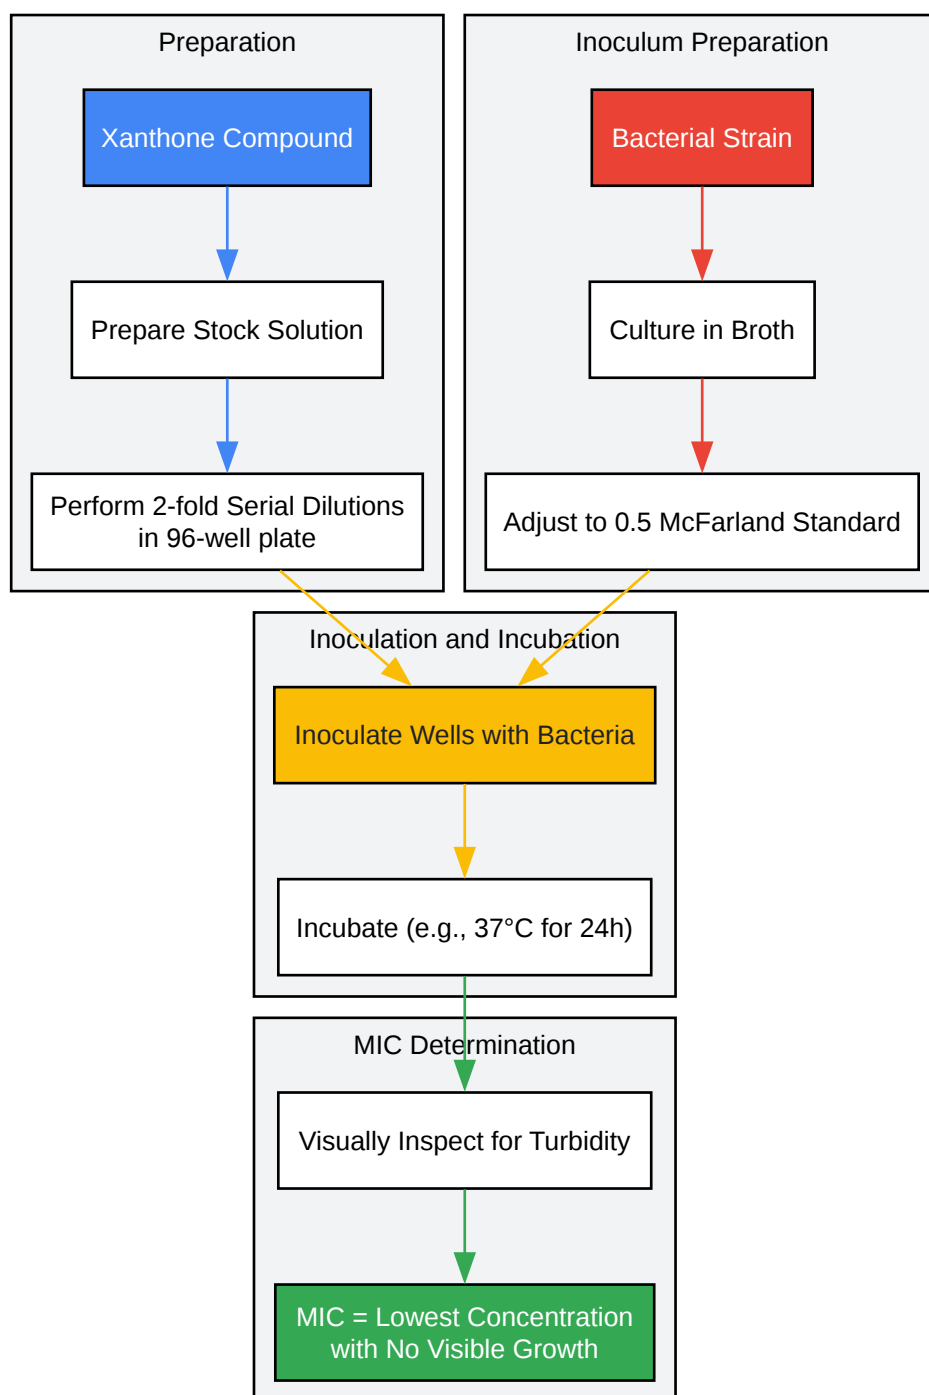 Preparation
Xanthone Compound
Prepare Stock Solution
Perform 2-fold Serial Dilutions
in 96-well plate
Inoculum Preparation
Bacterial Strain
Culture in Broth
Adjust to 0.5 McFarland Standard
Inoculation and Incubation
Inoculate Wells with Bacteria
Incubate (e.g., 37°C for 24h)
MIC Determination
Visually Inspect for Turbidity
MIC = Lowest Concentration
with No Visible Growth